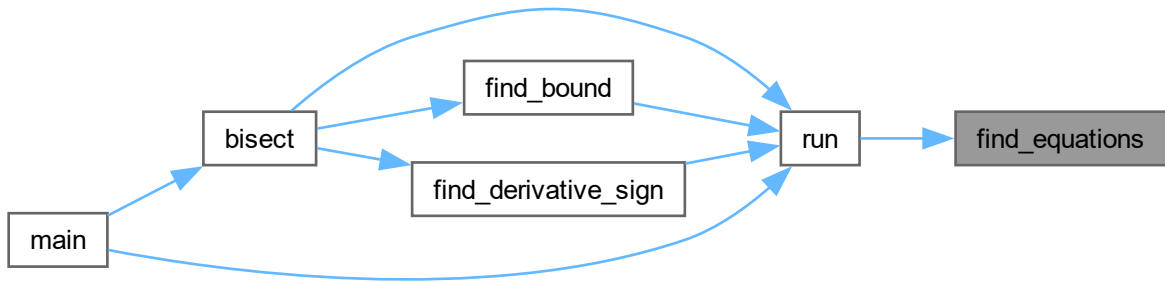 find_bound
bisect
run
find_equations
find_derivative_sign
main